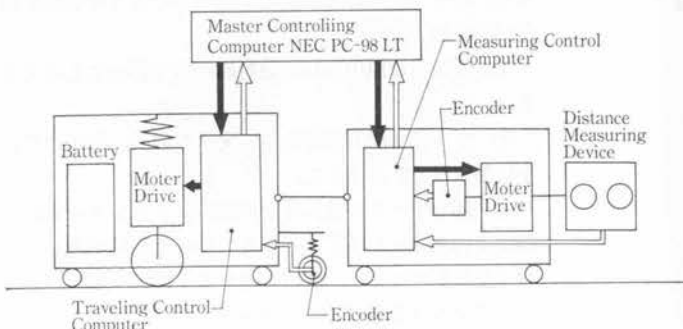 Master Controliing
Computer NEC PC-98 LT
Measuring Control
Computer
Encoder
Distance
Measuring
Device
Battery
Moter
Drive
Moter
Drive
Traveling Control
Computer
Encoder